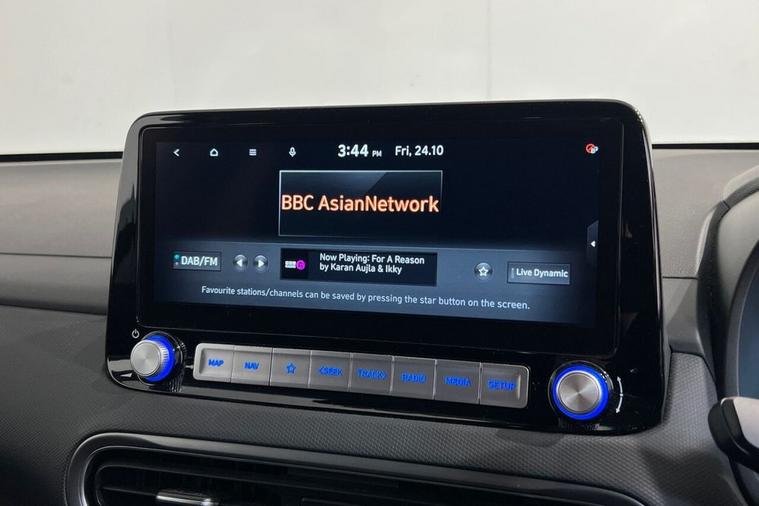 3:44 PM Fri, 24.10
BBC AsianNetwork
DAB/FM
Now Playing: For A Reason
by Karan Aujla & Ikky
Live Dynamic
Favourite stations/channels can be saved by pressing the star button on the screen.
MAP NAV <SEEK TRACK> RADIO MEDIA SETUP